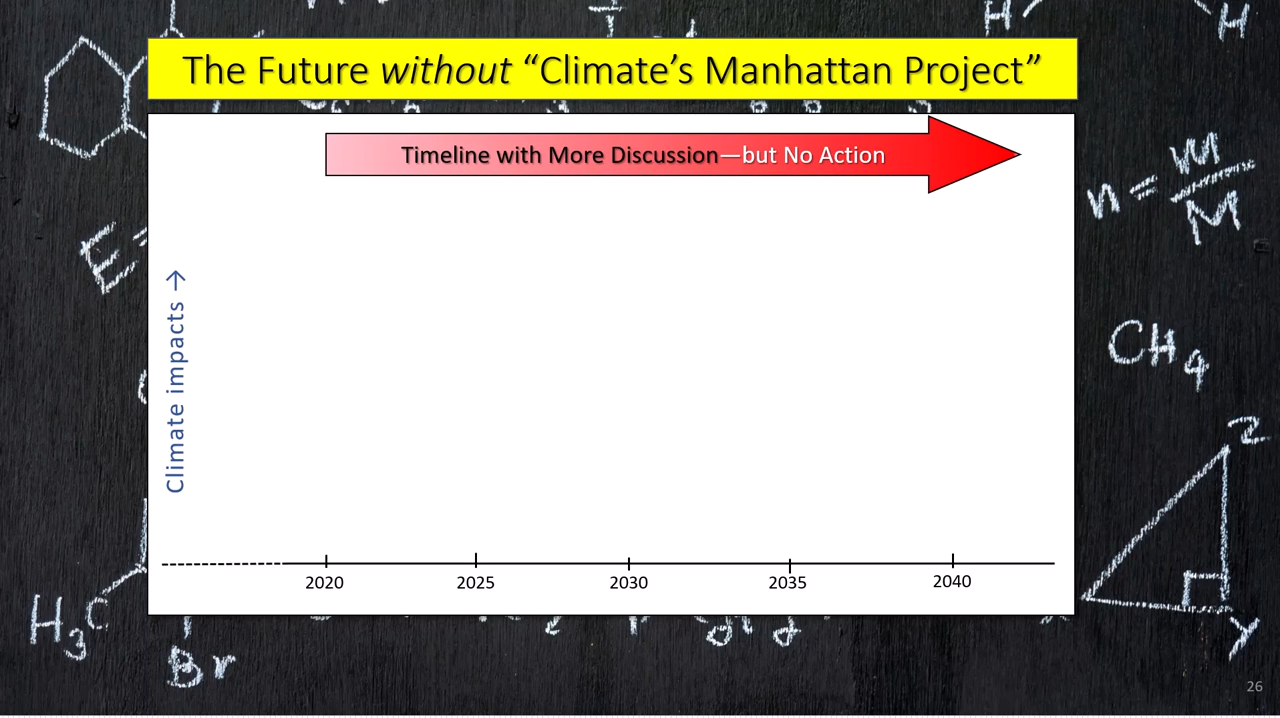 The Future without “Climate’s Manhattan Project”
Timeline with More Discussion—but No Action
Climate impacts →
2020 2025 2030 2035 2040
H
H
n = m/M
E=
CH4
Z
H3C
Br
y
26